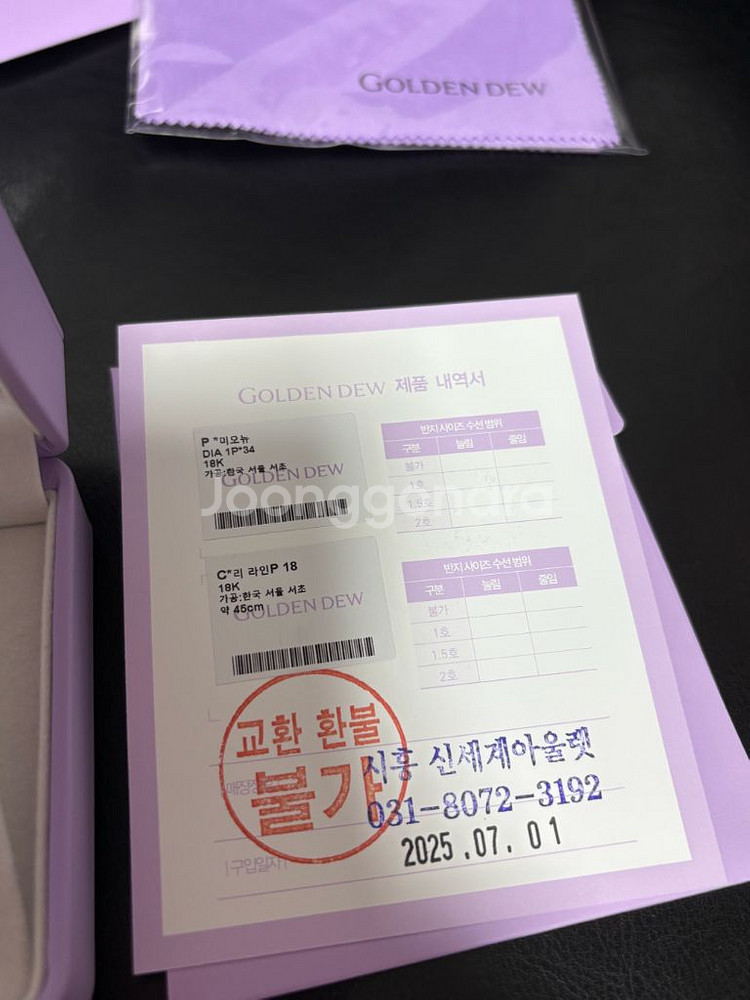 GOLDEN DEW
GOLDEN DEW 제품 내역서
P *미모뉴
DIA 1P*34
18K
가공:한국 서울 서초
GOLDEN DEW
반지 사이즈 수선 범위
구분 늘림 줄임
불가
1호
1.5호
2호
Joonggonara
C*리 라인P 18
18K
가공:한국 서울 서초
약 45cm
GOLDEN DEW
반지 사이즈 수선 범위
구분 늘림 줄임
불가
1호
1.5호
2호
교환 환불
불가
시흥 신세계아울렛
031-8072-3192
구입일자
2025.07.01